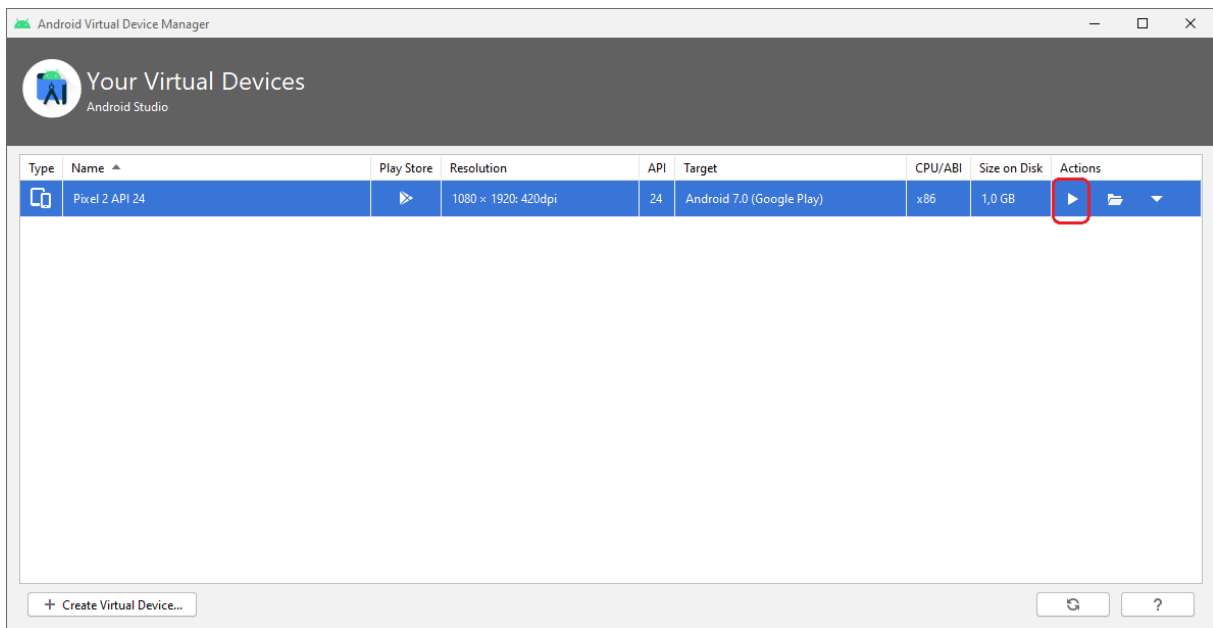 Android Virtual Device Manager
Your Virtual Devices
Android Studio
Type Name Play Store Resolution API Target CPU/ABI Size on Disk Actions
Pixel 2 API 24 1080 × 1920: 420dpi 24 Android 7.0 (Google Play) x86 1,0 GB
+ Create Virtual Device... ?